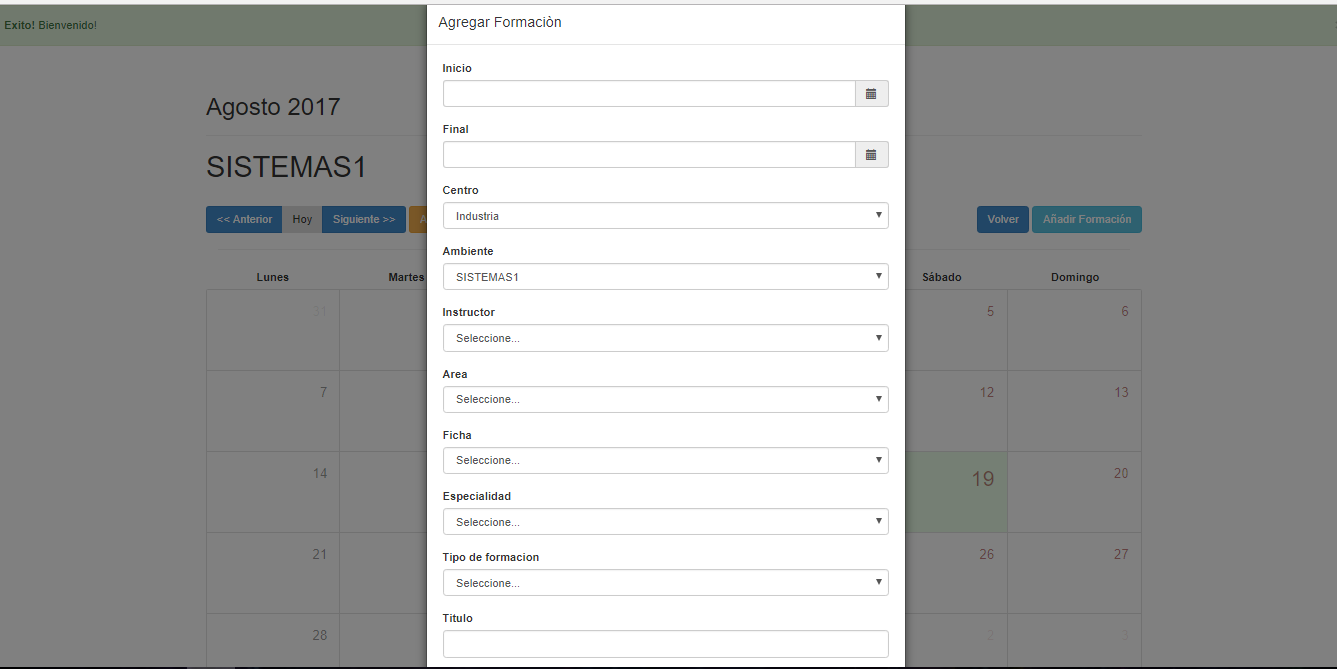 Exito! Bienvenido!
Agosto 2017
SISTEMAS1
<< Anterior Hoy Siguiente >> A
Volver Añadir Formación
Lunes Martes Sábado Domingo
31 5 6
7 12 13
14 19 20
21 26 27
28 2 3
Agregar Formaciòn
Inicio
Final
Centro
Industria
Ambiente
SISTEMAS1
Instructor
Seleccione...
Area
Seleccione...
Ficha
Seleccione...
Especialidad
Seleccione...
Tipo de formacion
Seleccione...
Titulo